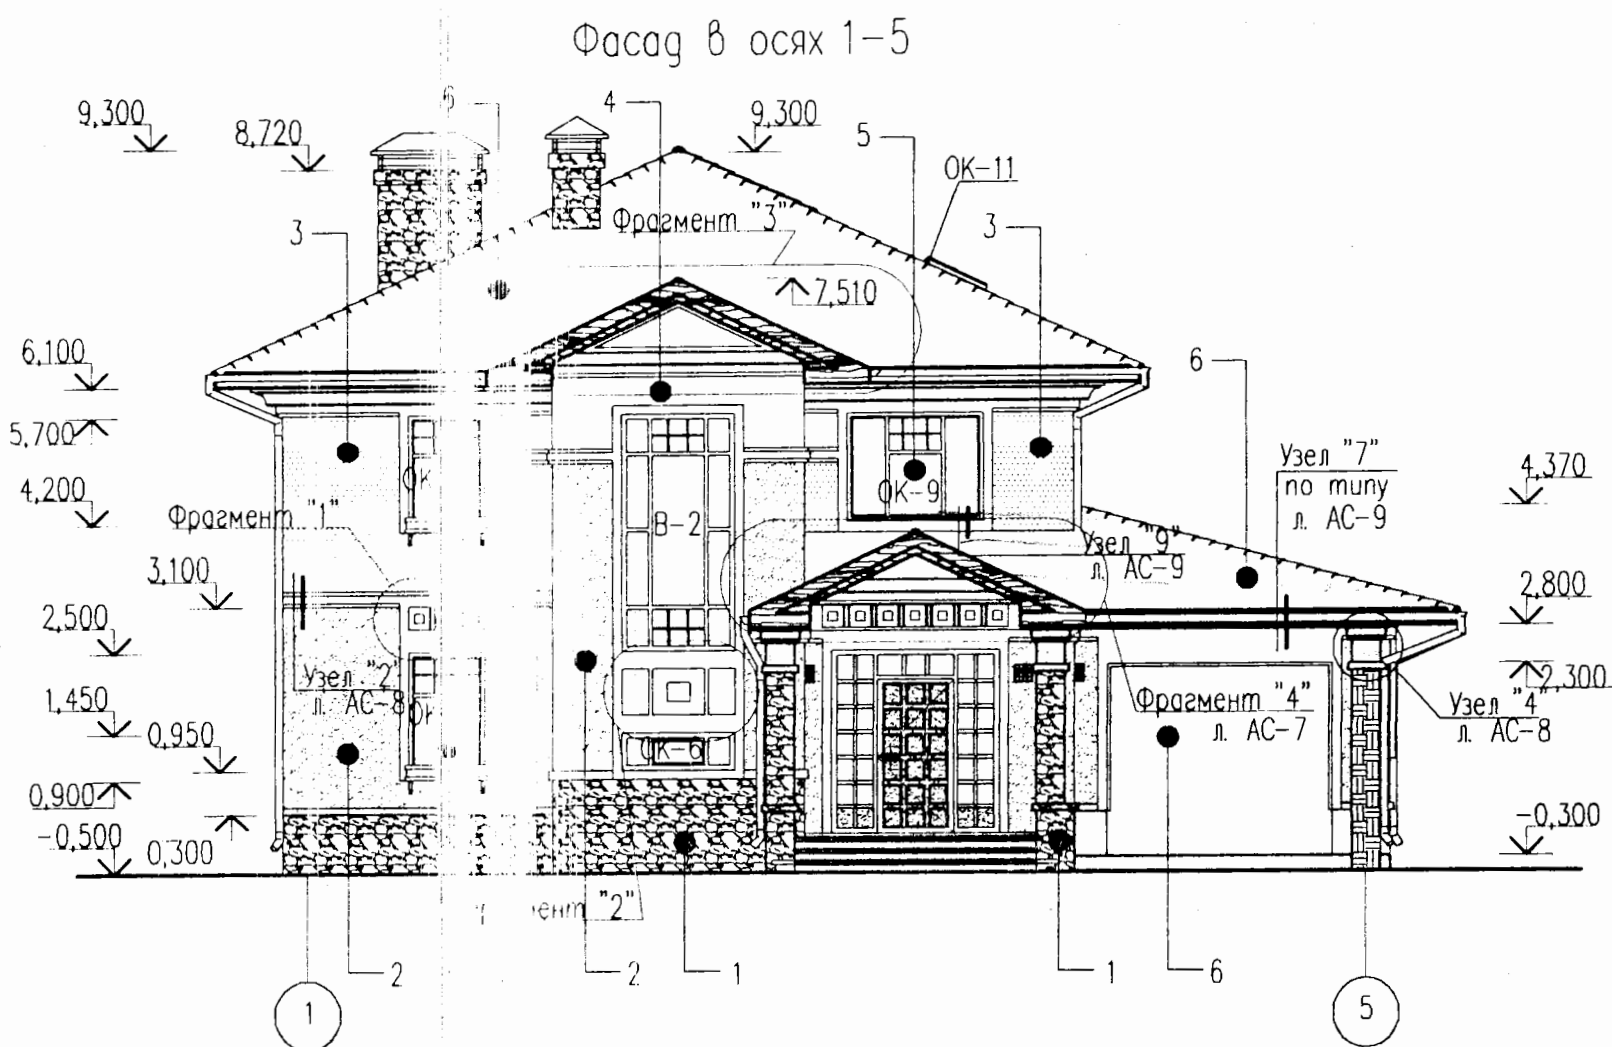 Фасад в осях 1-5
9,300
8,720
6
4
9,300
5
ОК-11
3
Фрагмент "3"
3
7,510
6,100
6
5,700
4,200
Фрагмент "1"
ОК
В-2
ОК-9
Узел "7"
по типу
л. АС-9
4,370
Узел "9"
л. АС-9
3,100
2,500
2,800
Узел "2"
л. АС-8
ОК
1,450
0,950
ОК-6
Фрагмент "4"
л. АС-7
2,300
Узел "4"
л. АС-8
0,900
-0,500
0,300
-0,300
"2"
2
2
1
1
6
1
5